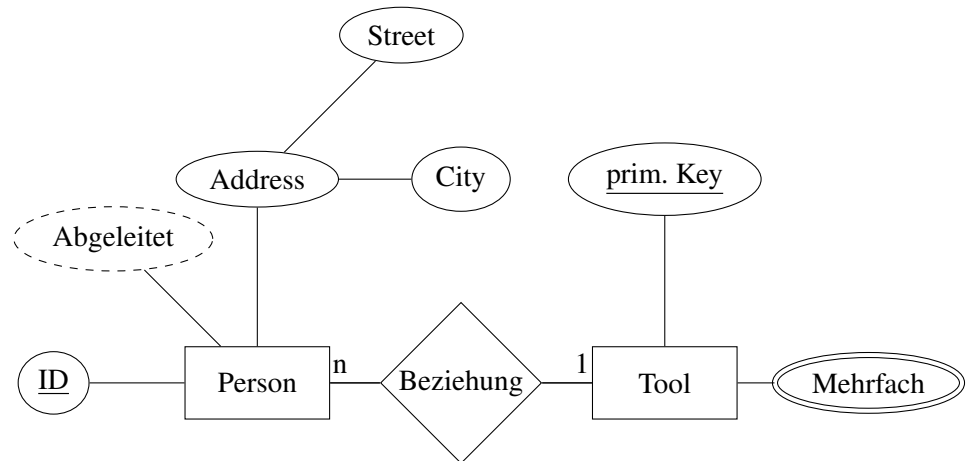 Street
Address
City
prim. Key
Abgeleitet
ID
Person
n
Beziehung
1
Tool
Mehrfach